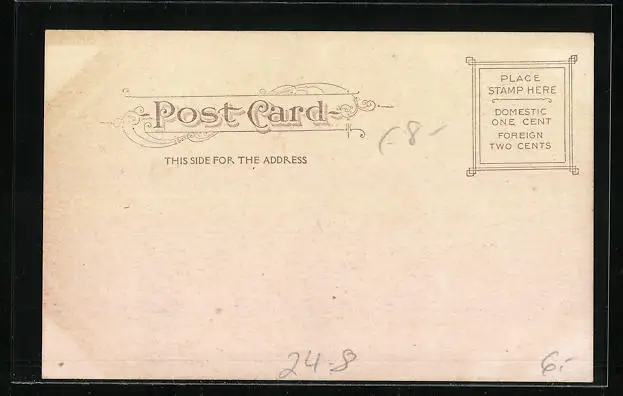 Post Card
THIS SIDE FOR THE ADDRESS
PLACE
STAMP HERE
DOMESTIC
ONE CENT
FOREIGN
TWO CENTS
-8-
24-8
6.-